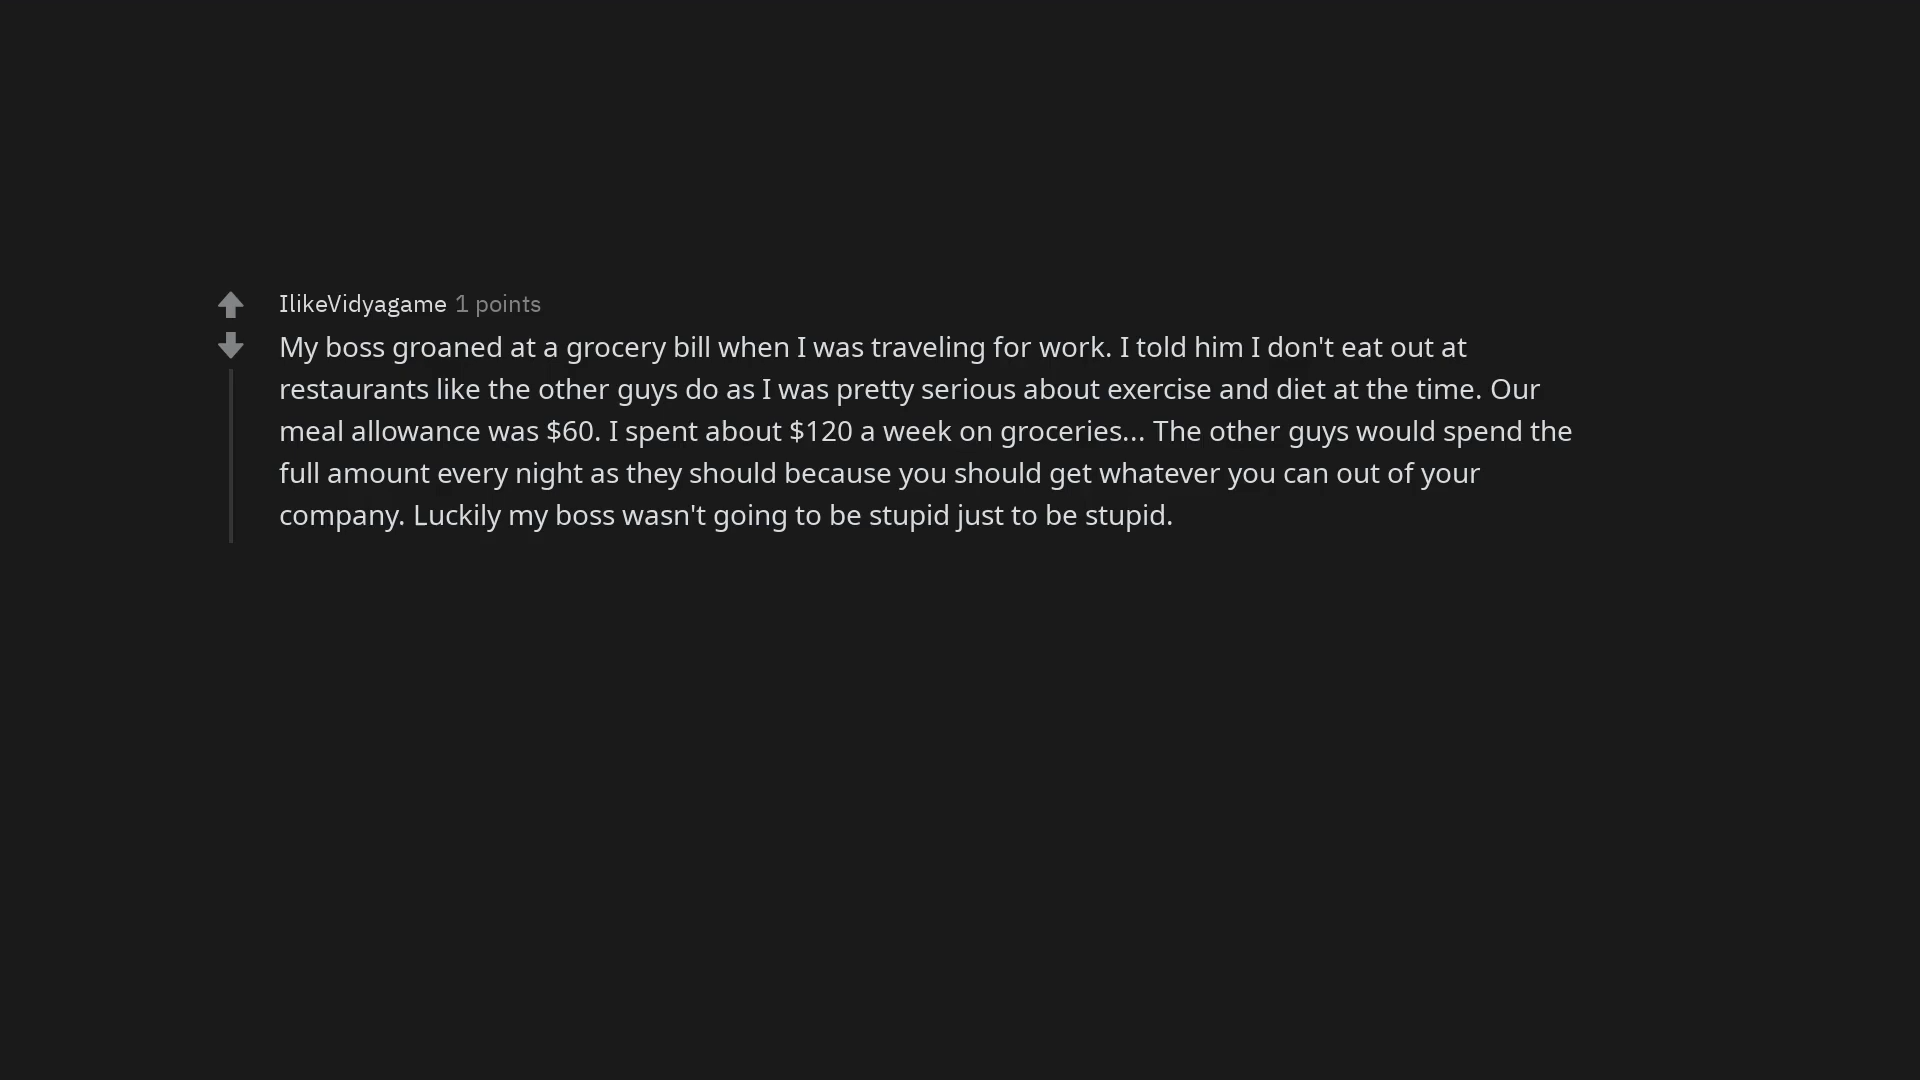 IlikeVidyagame 1 points
My boss groaned at a grocery bill when I was traveling for work. I told him I don't eat out at
restaurants like the other guys do as I was pretty serious about exercise and diet at the time. Our
meal allowance was $60. I spent about $120 a week on groceries... The other guys would spend the
full amount every night as they should because you should get whatever you can out of your
company. Luckily my boss wasn't going to be stupid just to be stupid.